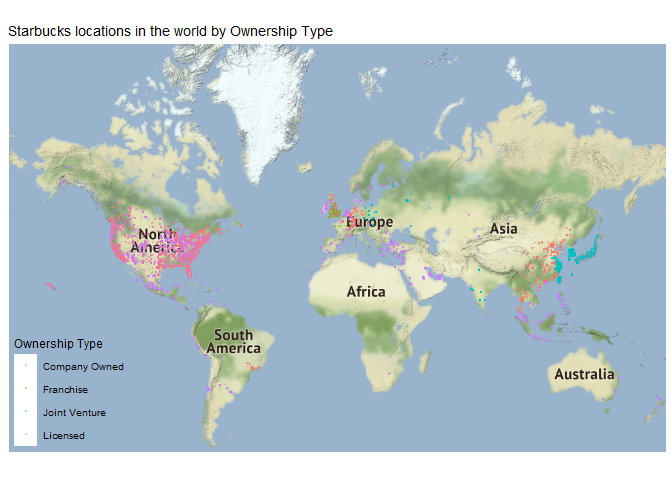 Starbucks locations in the world by Ownership Type
North
America
Europe
Asia
Africa
South
America
Australia
Ownership Type
Company Owned
Franchise
Joint Venture
Licensed